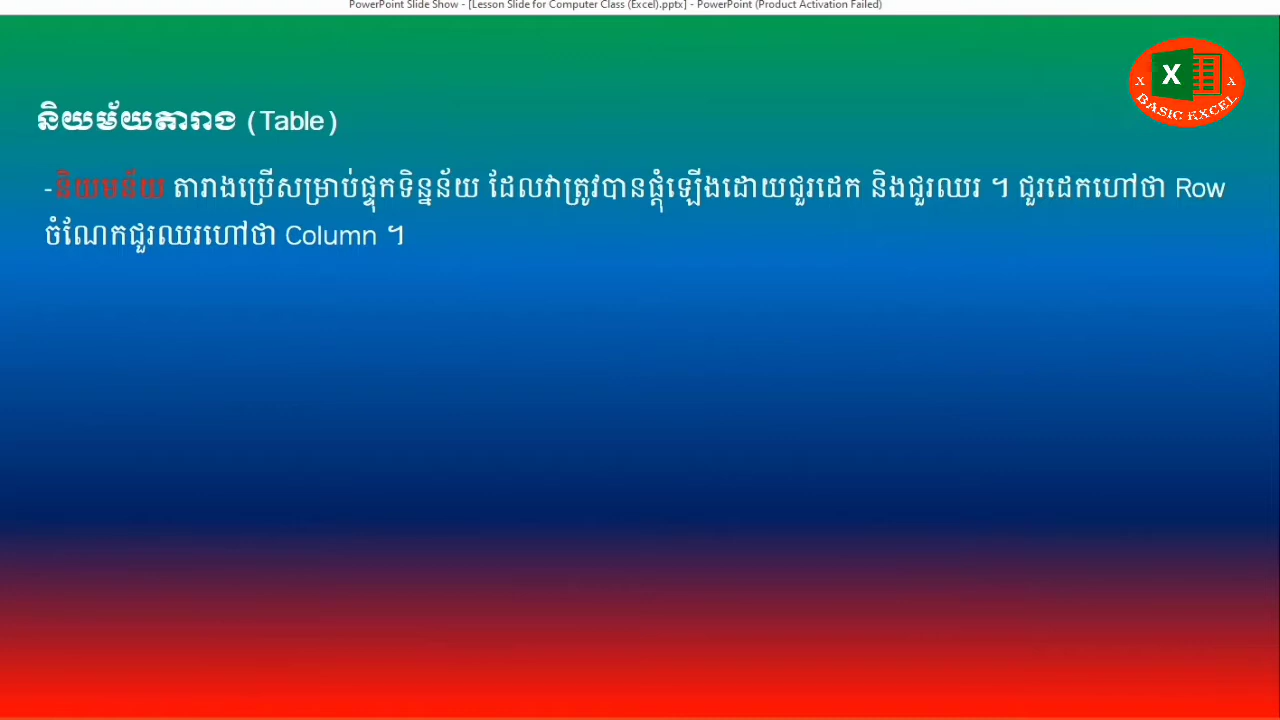 PowerPoint Slide Show - [Lesson Slide for Computer Class (Excel).pptx] - PowerPoint (Product Activation Failed)
X
X X
BASIC EXCEL
និយម័យតារាង (Table)
-និយមន័យ តារាងប្រើសម្រាប់ផ្ទុកទិន្នន័យ ដែលវាត្រូវបានផ្តុំឡើងដោយជួរដេក និងជួរឈរ ។ ជួរដេកហៅថា Row
ចំណែកជួរឈរហៅថា Column ។